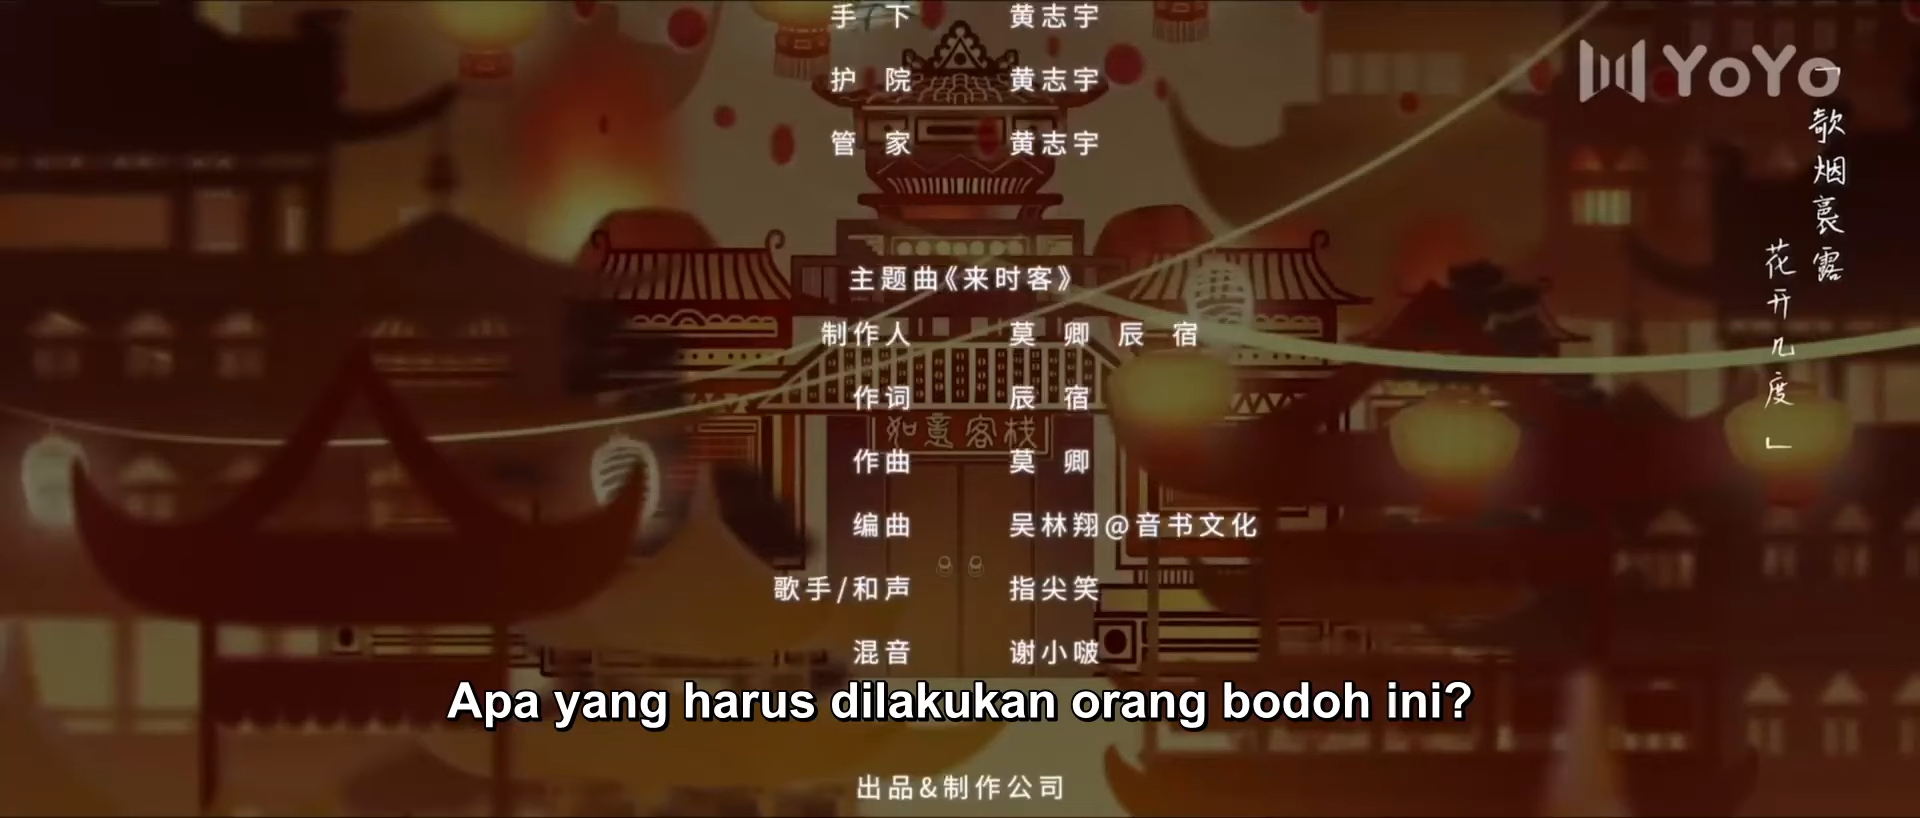 手下 黄志宇
护院 黄志宇
管家 黄志宇
主题曲《来时客》
制作人 莫卿 辰宿
作词 辰宿
作曲 莫卿
编曲 吴林翔@音书文化
歌手/和声 指尖笑
混音 谢小啵
出品&制作公司
YoYo
「欹烟裛露
花开几度」
如意客栈
Apa yang harus dilakukan orang bodoh ini?